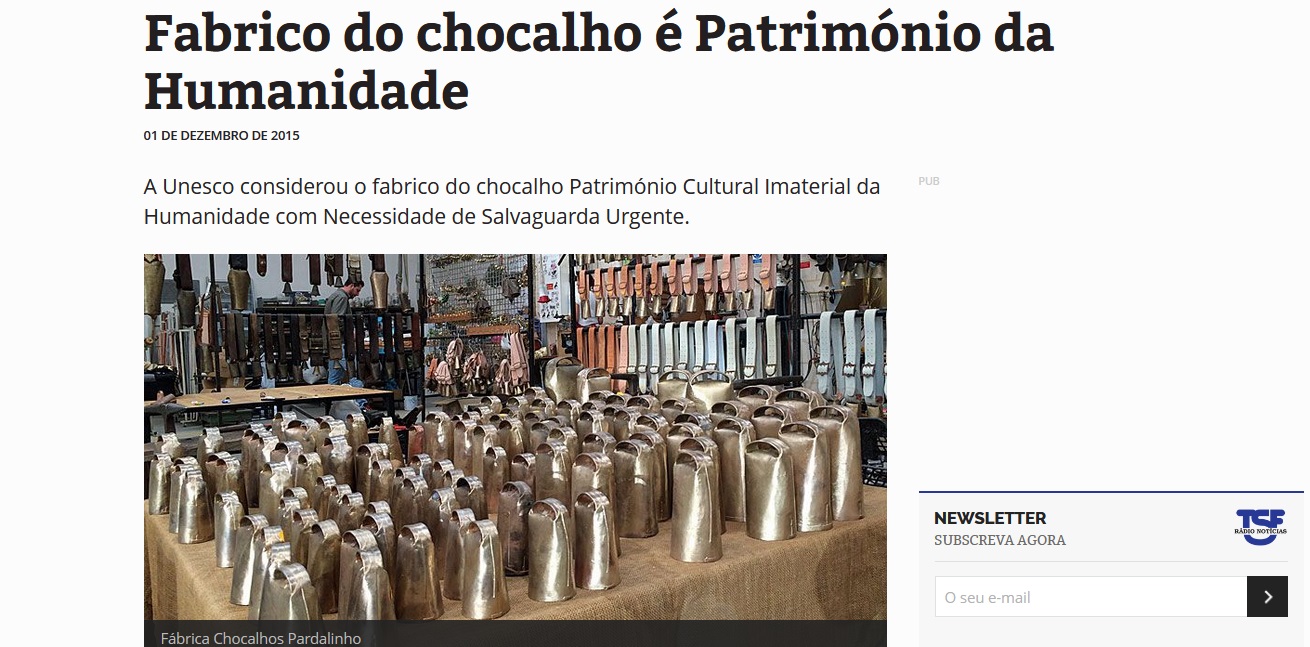 Fabrico do chocalho é Património da
Humanidade
01 DE DEZEMBRO DE 2015
A Unesco considerou o fabrico do chocalho Património Cultural Imaterial da
Humanidade com Necessidade de Salvaguarda Urgente.
PUB
Fábrica Chocalhos Pardalinho
NEWSLETTER
SUBSCREVA AGORA
TSF
RÁDIO NOTÍCIAS
O seu e-mail